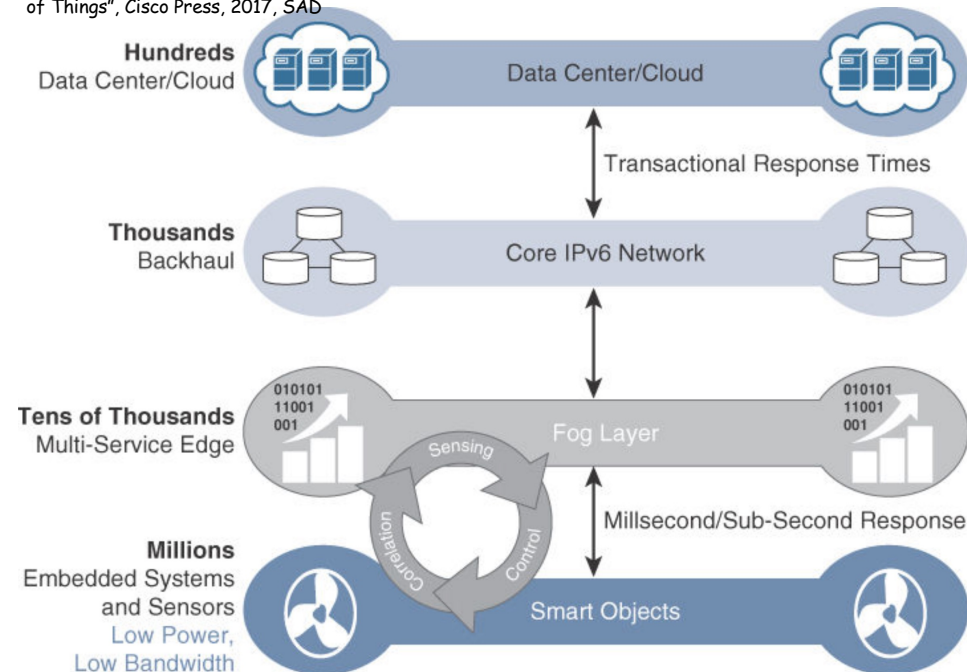 of Things", Cisco Press, 2017, SAD
Hundreds
Data Center/Cloud
Data Center/Cloud
Transactional Response Times
Thousands
Backhaul
Core IPv6 Network
Tens of Thousands
Multi-Service Edge
010101
11001
001
Fog Layer
010101
11001
001
Sensing
Control
Correlation
Millsecond/Sub-Second Response
Millions
Embedded Systems
and Sensors
Low Power,
Low Bandwidth
Smart Objects